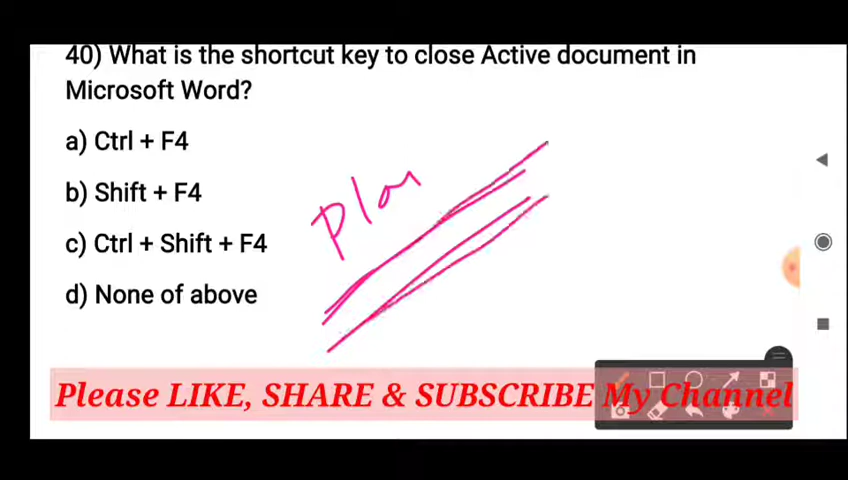 40) What is the shortcut key to close Active document in
Microsoft Word?
a) Ctrl + F4
b) Shift + F4
c) Ctrl + Shift + F4
d) None of above
Please LIKE, SHARE & SUBSCRIBE My Channel